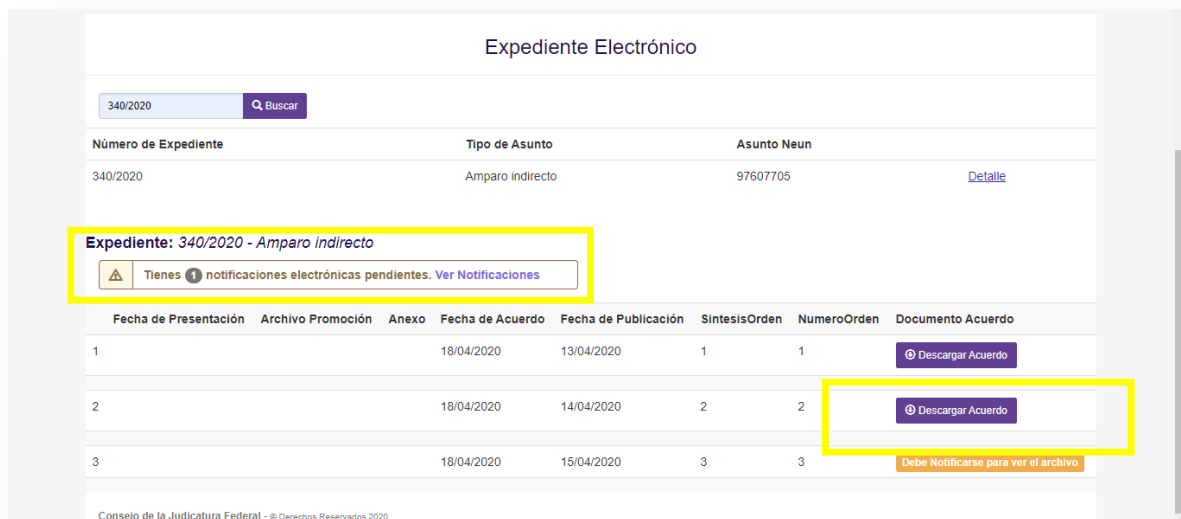 Expediente Electrónico
340/2020 Buscar
Número de Expediente Tipo de Asunto Asunto Neun
340/2020 Amparo indirecto 97607705 Detalle
Expediente: 340/2020 - Amparo indirecto
Tienes 1 notificaciones electrónicas pendientes. Ver Notificaciones
Fecha de Presentación Archivo Promoción Anexo Fecha de Acuerdo Fecha de Publicación SintesisOrden NumeroOrden Documento Acuerdo
1 18/04/2020 13/04/2020 1 1 Descargar Acuerdo
2 18/04/2020 14/04/2020 2 2 Descargar Acuerdo
3 18/04/2020 15/04/2020 3 3 Debe Notificarse para ver el archivo
Consejo de la Judicatura Federal - © Derechos Reservados 2020